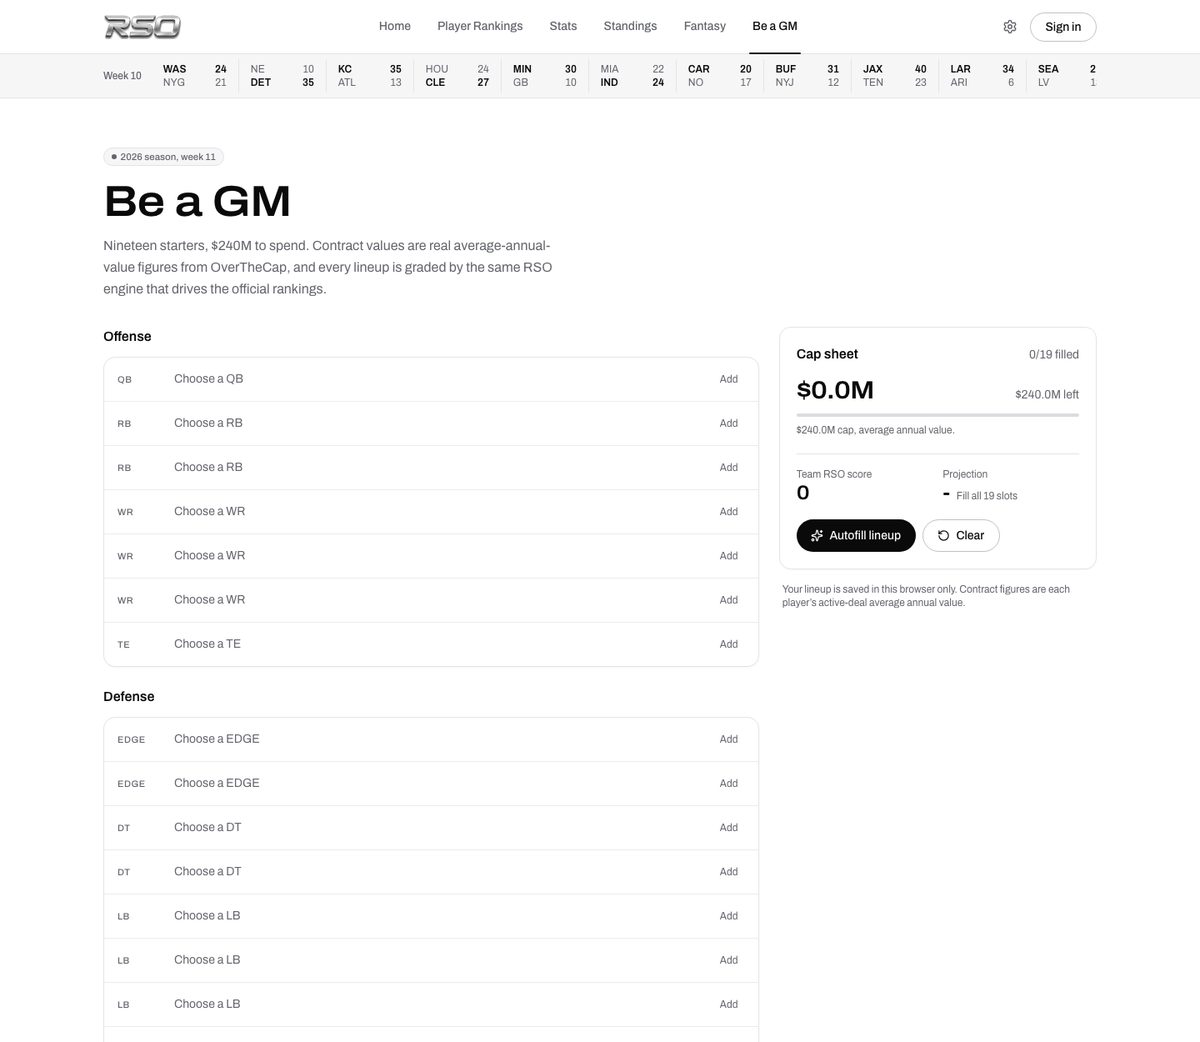 RSO
Home
Player Rankings
Stats
Standings
Fantasy
Be a GM
Sign in
Week 10
WAS 24
NYG 21
NE 10
DET 35
KC 35
ATL 13
HOU 24
CLE 27
MIN 30
GB 10
MIA 22
IND 24
CAR 20
NO 17
BUF 31
NYJ 12
JAX 40
TEN 23
LAR 34
ARI 6
SEA
LV
2026 season, week 11
Be a GM
Nineteen starters, $240M to spend. Contract values are real average-annual-
value figures from OverTheCap, and every lineup is graded by the same RSO
engine that drives the official rankings.
Offense
QB Choose a QB Add
RB Choose a RB Add
RB Choose a RB Add
WR Choose a WR Add
WR Choose a WR Add
WR Choose a WR Add
TE Choose a TE Add
Defense
EDGE Choose a EDGE Add
EDGE Choose a EDGE Add
DT Choose a DT Add
DT Choose a DT Add
LB Choose a LB Add
LB Choose a LB Add
LB Choose a LB Add
Cap sheet 0/19 filled
$0.0M $240.0M left
$240.0M cap, average annual value.
Team RSO score Projection
0 - Fill all 19 slots
Autofill lineup Clear
Your lineup is saved in this browser only. Contract figures are each
player's active-deal average annual value.